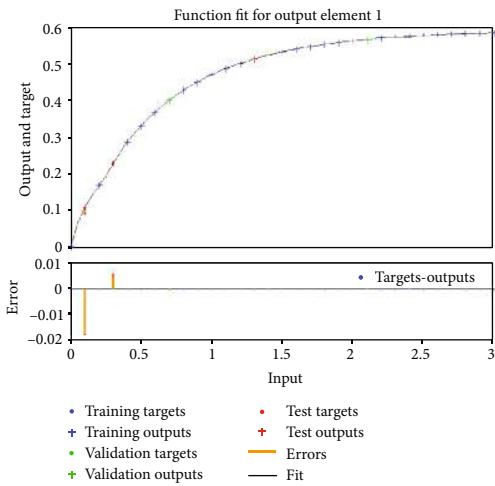 Function fit for output element 1
Output and target
0.6
0.5
0.4
0.3
0.2
0.1
0
Error
0.01
0
−0.01
−0.02
Targets-outputs
0 0.5 1 1.5 2 2.5 3
Input
Training targets
Training outputs
Validation targets
Validation outputs
Test targets
Test outputs
Errors
Fit